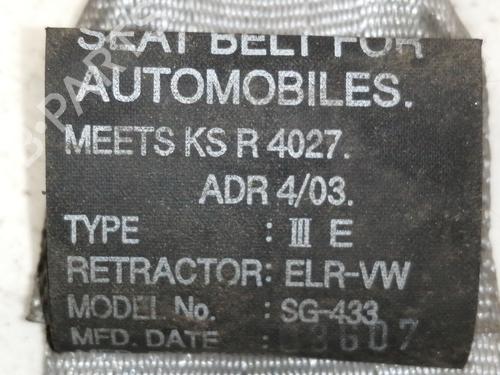 SEAT BELT FOR
AUTOMOBILES.
MEETS KS R 4027.
ADR 4/03.
TYPE : III E
RETRACTOR: ELR-VW
MODEL No. : SG-433
MFD. DATE :